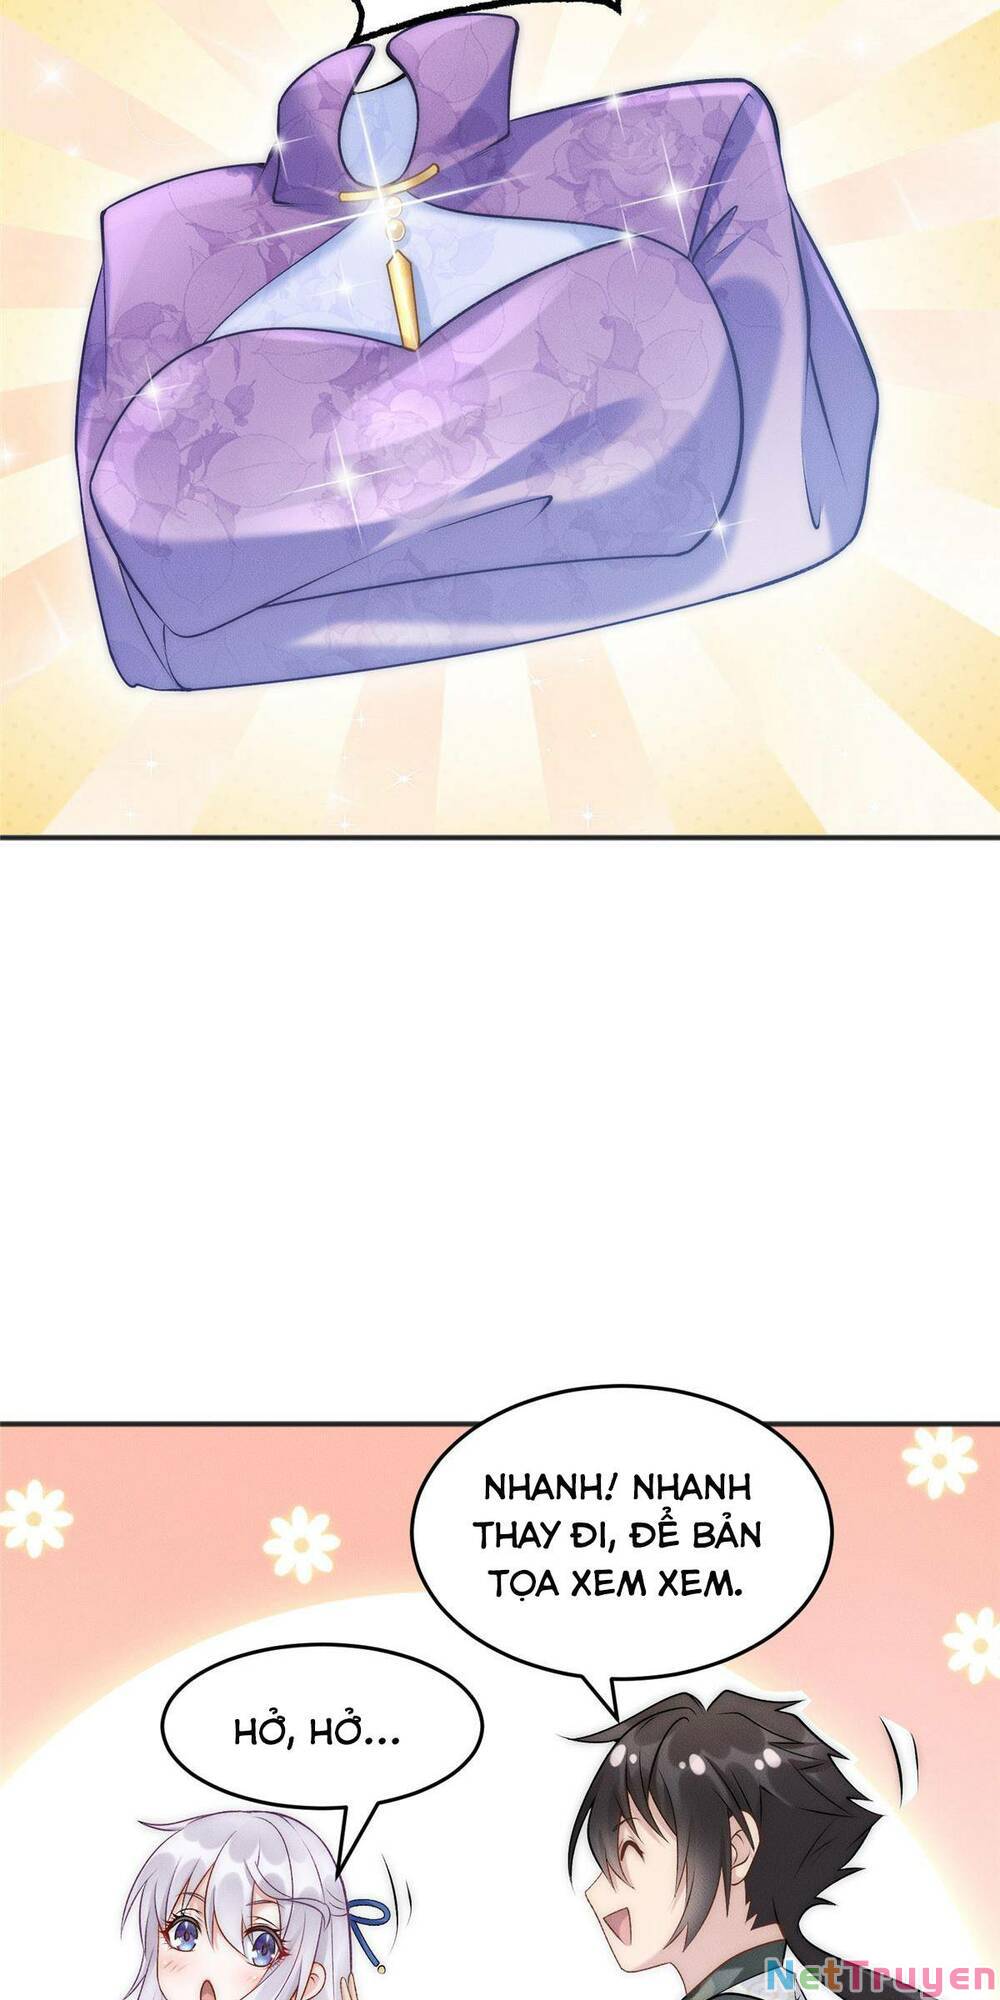 NHANH! NHANH
THAY ĐI, ĐỂ BẢN
TỌA XEM XEM.
HỞ, HỞ...
NetTruyen